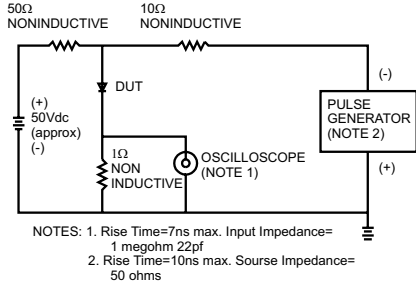 50Ω
NONINDUCTIVE
10Ω
NONINDUCTIVE
DUT
(+)
50Vdc
(approx)
(-)
1Ω
NON
INDUCTIVE
OSCILLOSCOPE
(NOTE 1)
(-)
PULSE
GENERATOR
(NOTE 2)
(+)
NOTES: 1. Rise Time=7ns max. Input Impedance=
1 megohm 22pf
2. Rise Time=10ns max. Sourse Impedance=
50 ohms